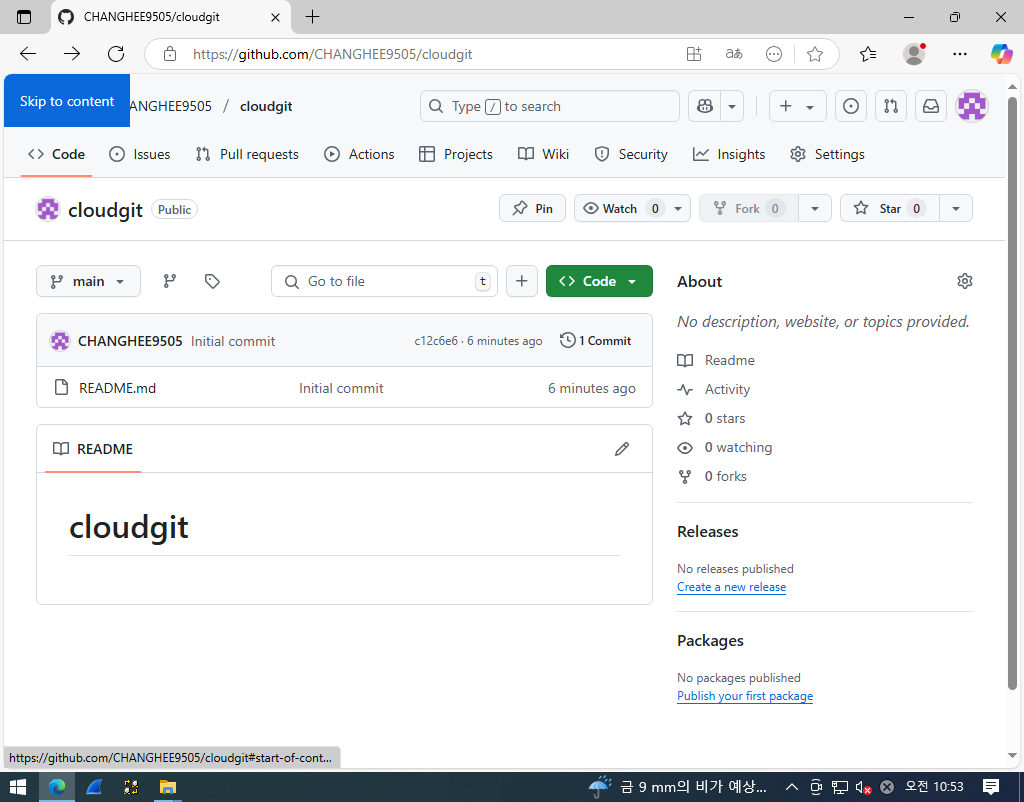 CHANGHEE9505/cloudgit
https://github.com/CHANGHEE9505/cloudgit
Skip to content
ANGHEE9505 / cloudgit
Type / to search
Code Issues Pull requests Actions Projects Wiki Security Insights Settings
cloudgit Public
Pin Watch 0 Fork 0 Star 0
main Go to file t Code
CHANGHEE9505 Initial commit c12c6e6 · 6 minutes ago 1 Commit
README.md Initial commit 6 minutes ago
README
cloudgit
About
No description, website, or topics provided.
Readme
Activity
0 stars
0 watching
0 forks
Releases
No releases published
Create a new release
Packages
No packages published
Publish your first package
https://github.com/CHANGHEE9505/cloudgit#start-of-cont...
금 9 mm의 비가 예상... 오전 10:53